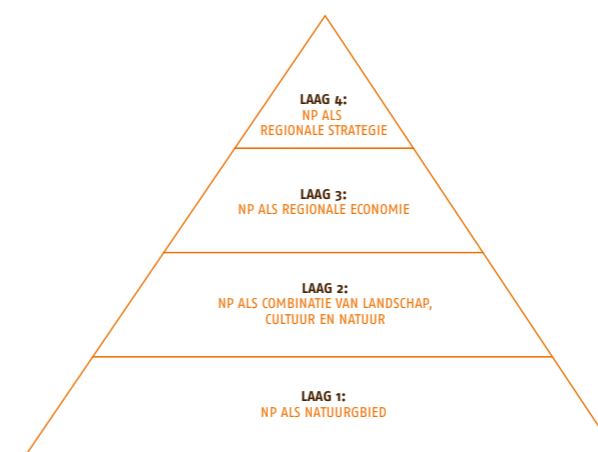 LAAG 4:
NP ALS
REGIONALE STRATEGIE
LAAG 3:
NP ALS REGIONALE ECONOMIE
LAAG 2:
NP ALS COMBINATIE VAN LANDSCHAP,
CULTUUR EN NATUUR
LAAG 1:
NP ALS NATUURGBIED